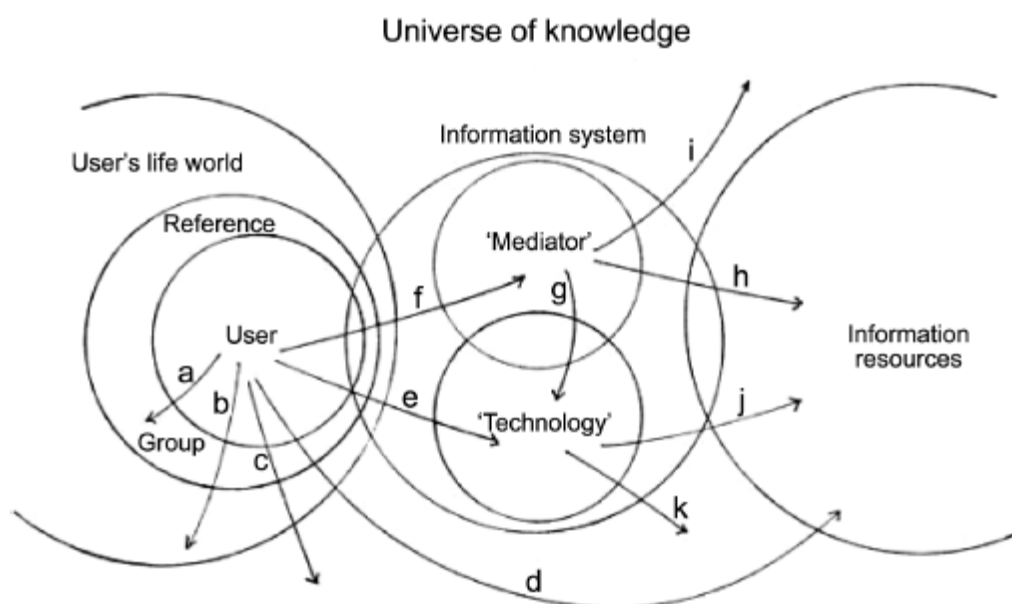 Universe of knowledge
Information system
i
User's life world
Reference
'Mediator'
h
f
g
User
Information
resources
a
b
e
j
'Technology'
Group
c
k
d